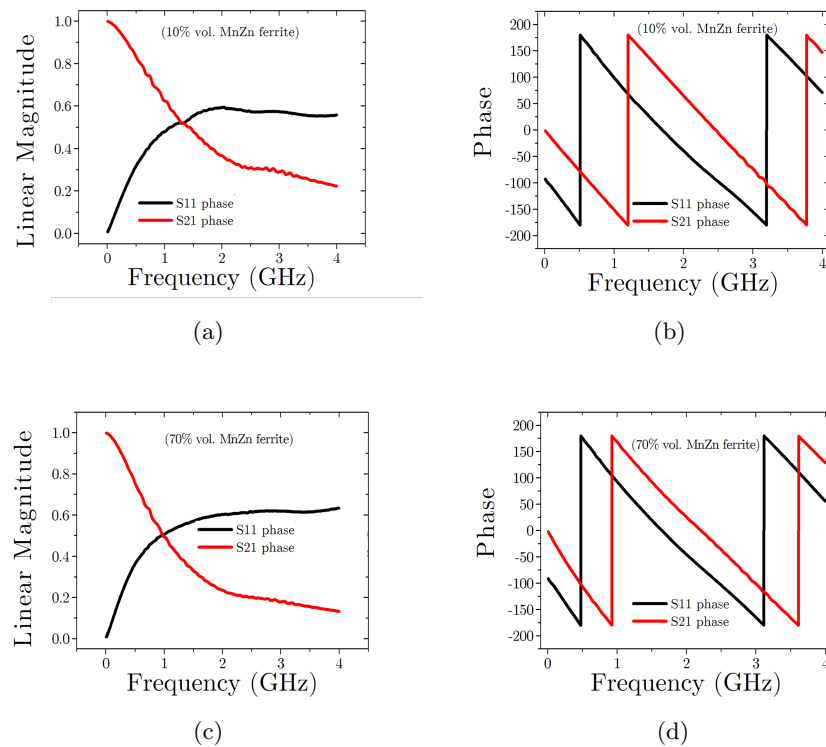 (10% vol. MnZn ferrite)
1.0
0.8
0.6
0.4
0.2
0.0
Linear Magnitude
S11 phase
S21 phase
0 1 2 3 4
Frequency (GHz)
(a)
(10% vol. MnZn ferrite)
200
150
100
50
0
-50
-100
-150
-200
Phase
S11 phase
S21 phase
0 1 2 3 4
Frequency (GHz)
(b)
(70% vol. MnZn ferrite)
1.0
0.8
0.6
0.4
0.2
0.0
Linear Magnitude
S11 phase
S21 phase
0 1 2 3 4
Frequency (GHz)
(c)
(70% vol. MnZn ferrite)
200
150
100
50
0
-50
-100
-150
-200
Phase
S11 phase
S21 phase
0 1 2 3 4
Frequency (GHz)
(d)